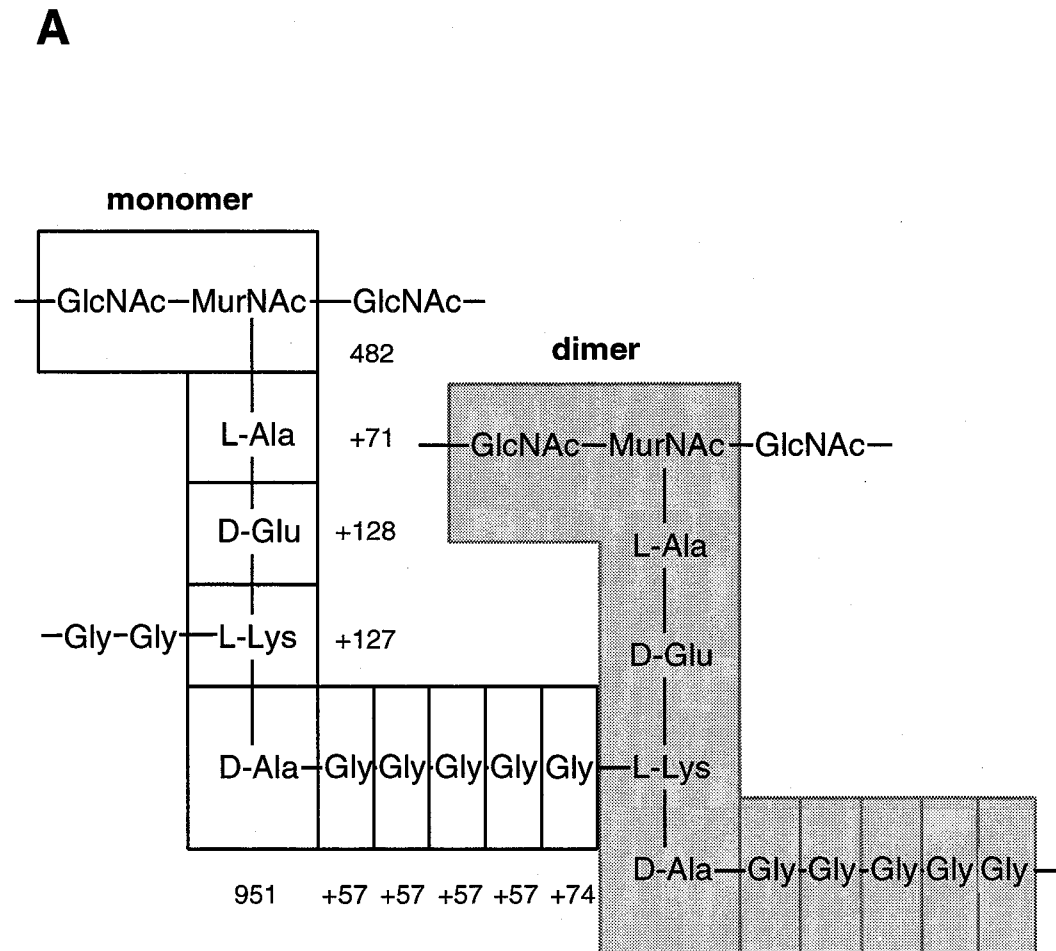 A
monomer
GlcNAc—MurNAc—GlcNAc
482
dimer
L-Ala
+71
GlcNAc—MurNAc—GlcNAc
D-Glu
+128
L-Ala
Gly-Gly—L-Lys
+127
D-Glu
D-Ala—Gly-Gly-Gly-Gly-Gly—L-Lys
D-Ala—Gly-Gly-Gly-Gly-Gly
951 +57 +57 +57 +57 +74